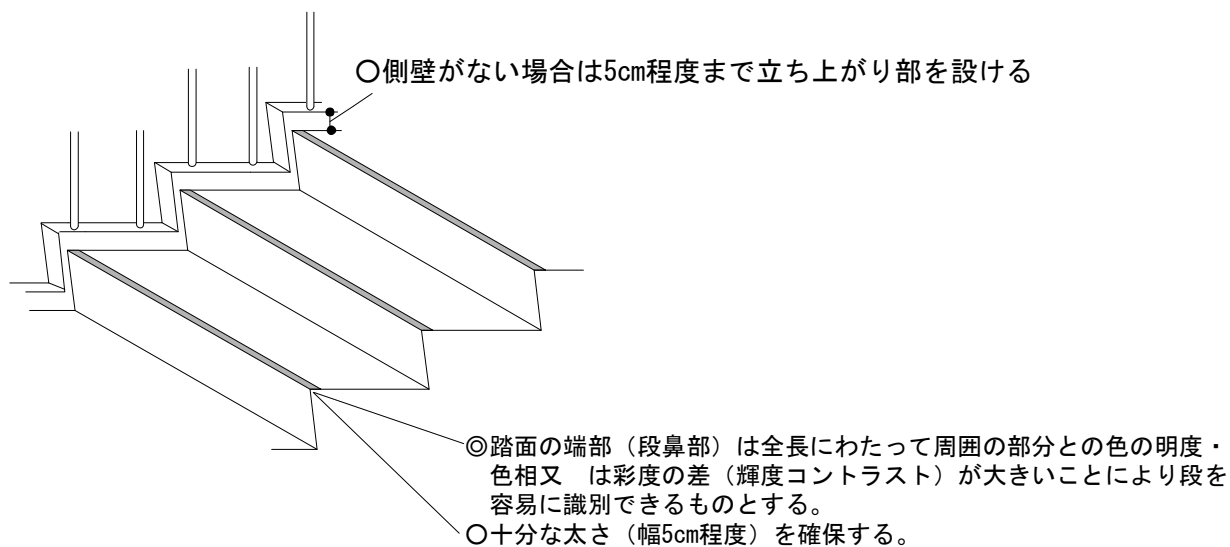 ○側壁がない場合は5cm程度まで立ち上がり部を設ける
◎踏面の端部（段鼻部）は全長にわたって周囲の部分との色の明度・
色相又　は彩度の差（輝度コントラスト）が大きいことにより段を
容易に識別できるものとする。
○十分な太さ（幅5cm程度）を確保する。